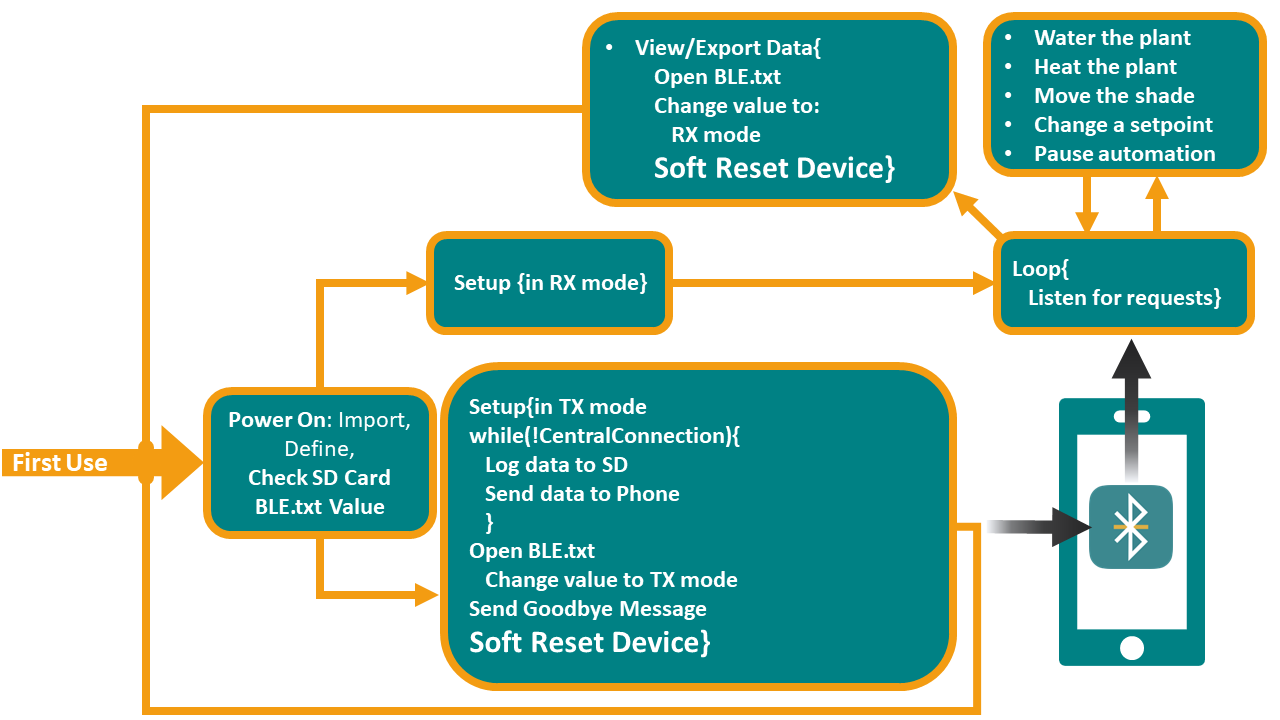 • View/Export Data{
Open BLE.txt
Change value to:
RX mode
Soft Reset Device}
• Water the plant
• Heat the plant
• Move the shade
• Change a setpoint
• Pause automation
Setup {in RX mode}
Loop{
Listen for requests}
First Use
Power On: Import,
Define,
Check SD Card
BLE.txt Value
Setup{in TX mode
while(!CentralConnection){
Log data to SD
Send data to Phone
}
Open BLE.txt
Change value to TX mode
Send Goodbye Message
Soft Reset Device}